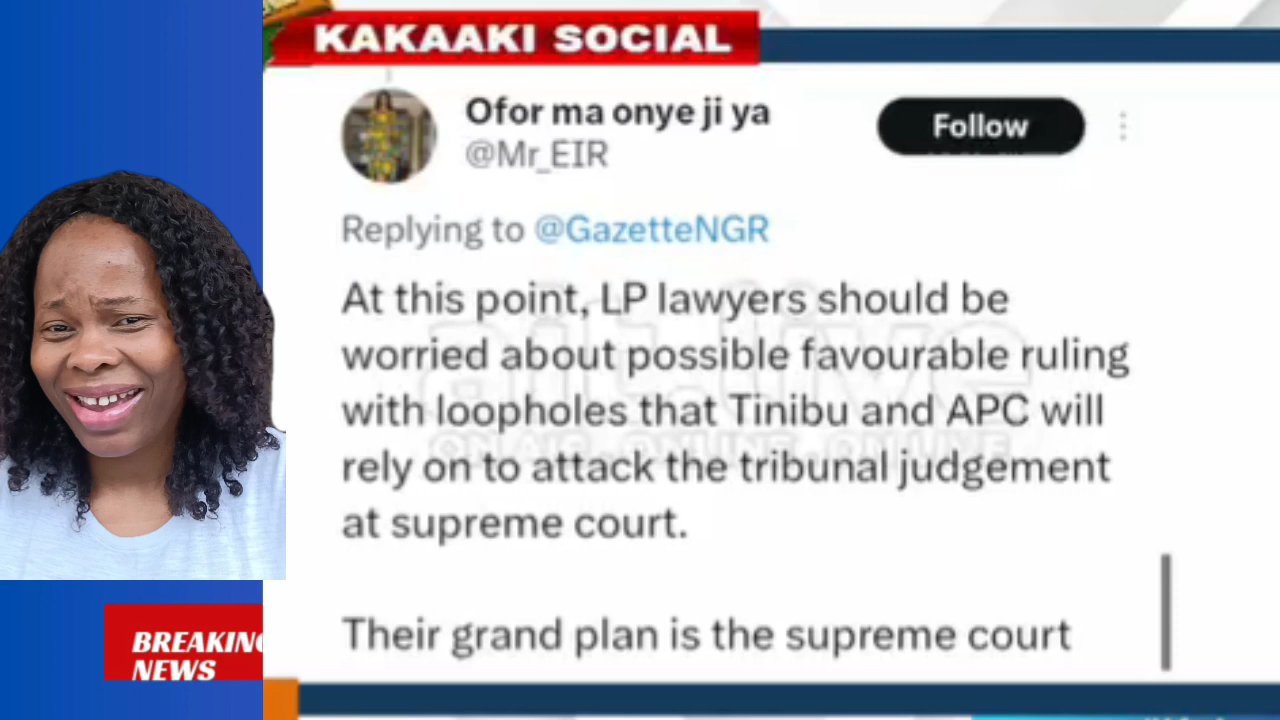 KAKAAKI SOCIAL
Ofor ma onye ji ya
Follow
@Mr_EIR
Replying to @GazetteNGR
At this point, LP lawyers should be
worried about possible favourable ruling
with loopholes that Tinibu and APC will
rely on to attack the tribunal judgement
at supreme court.
Their grand plan is the supreme court
BREAKING
NEWS